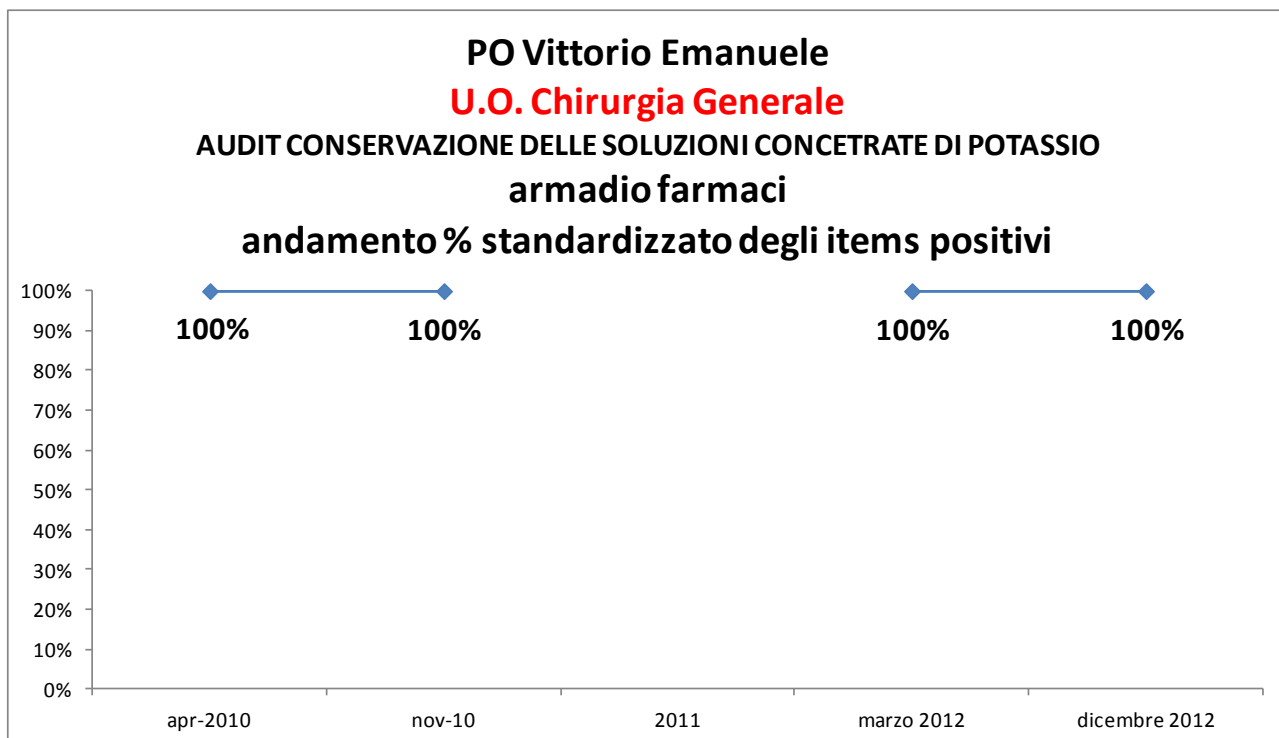 PO Vittorio Emanuele
U.O. Chirurgia Generale
AUDIT CONSERVAZIONE DELLE SOLUZIONI CONCETRATE DI POTASSIO
armadio farmaci
andamento % standardizzato degli items positivi
100%
90%
80%
70%
60%
50%
40%
30%
20%
10%
0%
100%
100%
100%
100%
apr-2010
nov-10
2011
marzo 2012
dicembre 2012